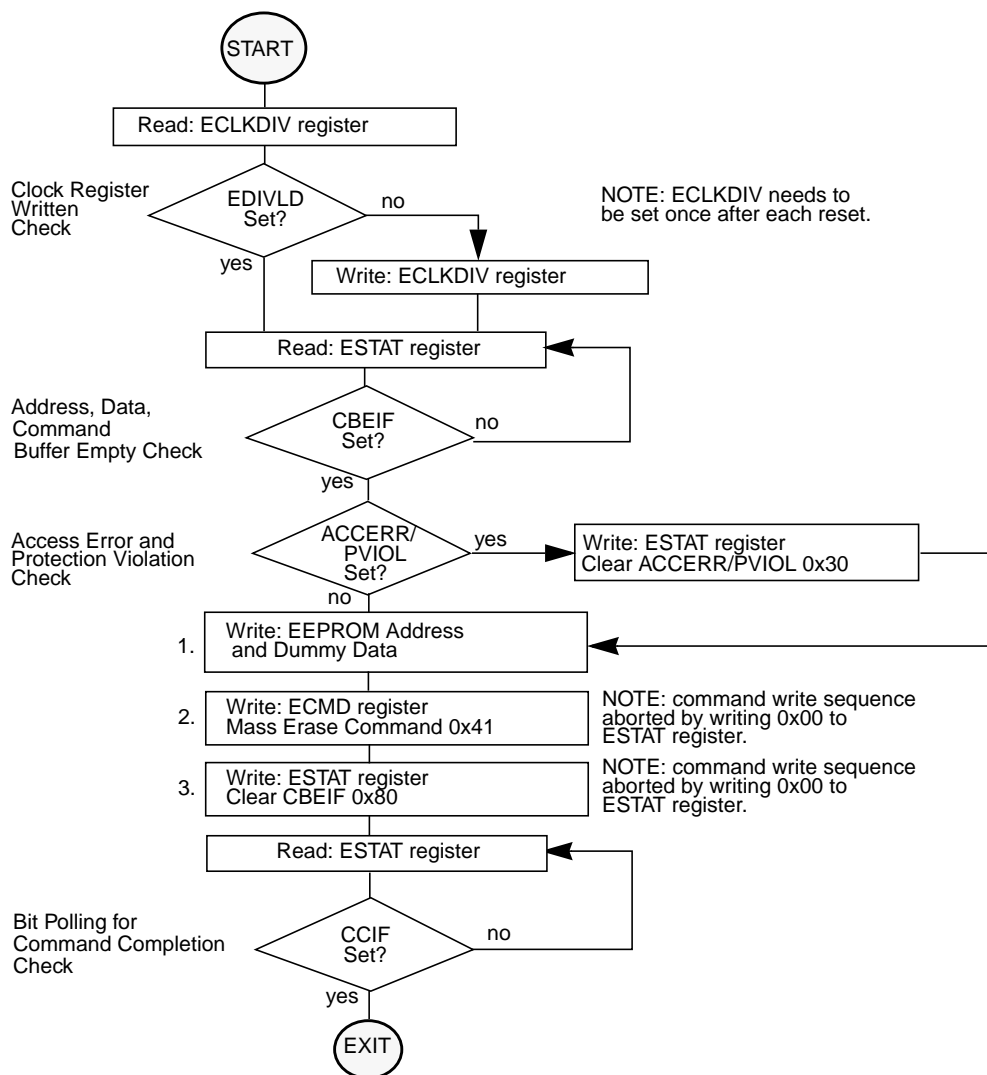 START
Read: ECLKDIV register
Clock Register
Written
Check
EDIVLD
Set?
no
yes
NOTE: ECLKDIV needs to
be set once after each reset.
Write: ECLKDIV register
Read: ESTAT register
Address, Data,
Command
Buffer Empty Check
CBEIF
Set?
no
yes
Access Error and
Protection Violation
Check
ACCERR/
PVIOL
Set?
yes
no
Write: ESTAT register
Clear ACCERR/PVIOL 0x30
1.
Write: EEPROM Address
and Dummy Data
2.
Write: ECMD register
Mass Erase Command 0x41
NOTE: command write sequence
aborted by writing 0x00 to
ESTAT register.
3.
Write: ESTAT register
Clear CBEIF 0x80
NOTE: command write sequence
aborted by writing 0x00 to
ESTAT register.
Read: ESTAT register
Bit Polling for
Command Completion
Check
CCIF
Set?
no
yes
EXIT